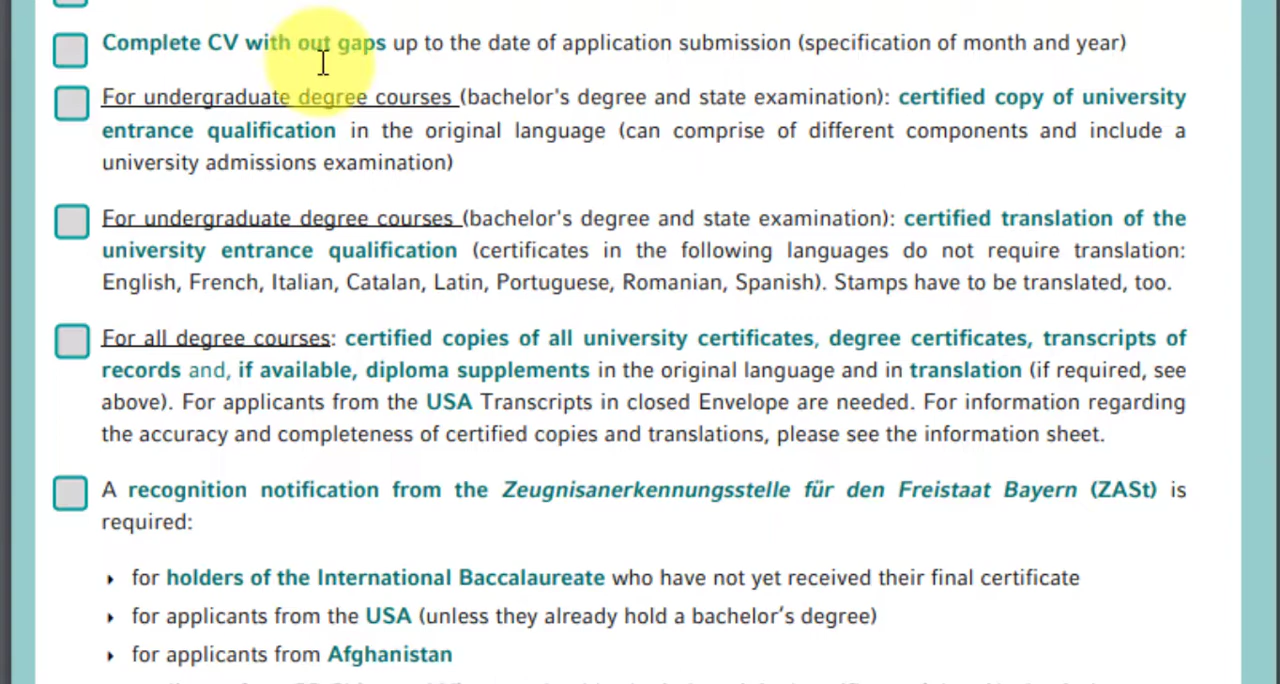 Complete CV with out gaps up to the date of application submission (specification of month and year)
For undergraduate degree courses (bachelor's degree and state examination): certified copy of university
entrance qualification in the original language (can comprise of different components and include a
university admissions examination)
For undergraduate degree courses (bachelor's degree and state examination): certified translation of the
university entrance qualification (certificates in the following languages do not require translation:
English, French, Italian, Catalan, Latin, Portuguese, Romanian, Spanish). Stamps have to be translated, too.
For all degree courses: certified copies of all university certificates, degree certificates, transcripts of
records and, if available, diploma supplements in the original language and in translation (if required, see
above). For applicants from the USA Transcripts in closed Envelope are needed. For information regarding
the accuracy and completeness of certified copies and translations, please see the information sheet.
A recognition notification from the Zeugnisanerkennungsstelle für den Freistaat Bayern (ZASt) is
required:
for holders of the International Baccalaureate who have not yet received their final certificate
for applicants from the USA (unless they already hold a bachelor’s degree)
for applicants from Afghanistan